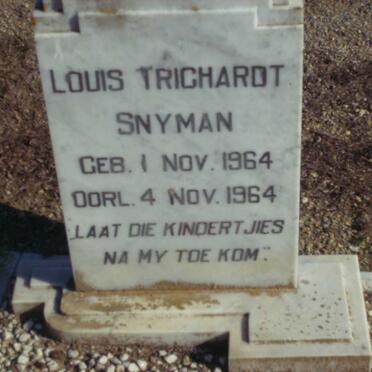 LOUIS TRICHARDT
SNYMAN
GEB. 1 NOV. 1964
OORL. 4 NOV. 1964
„LAAT DIE KINDERTJIES
NA MY TOE KOM".